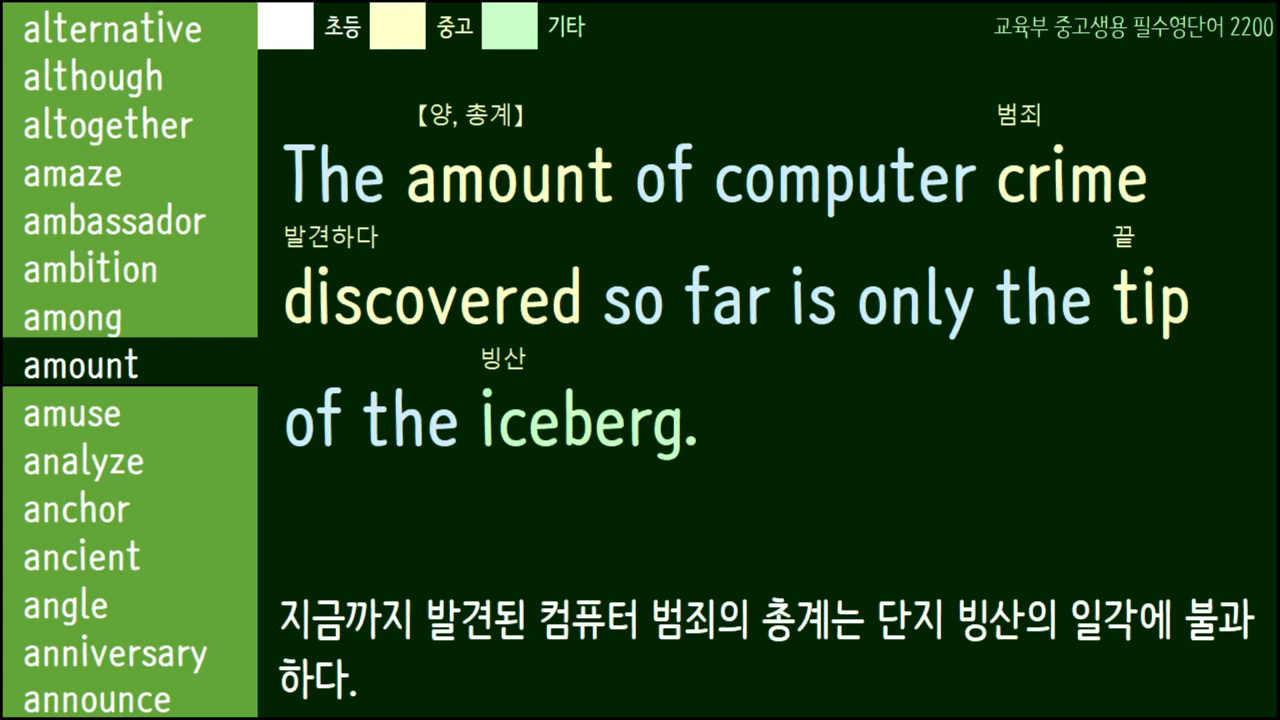 alternative
although
altogether
amaze
ambassador
ambition
among
amount
amuse
analyze
anchor
ancient
angle
anniversary
announce
초등 중고 기타
교육부 중고생용 필수영단어 2200
【양, 총계】 범죄
The amount of computer crime
발견하다 끝
discovered so far is only the tip
빙산
of the iceberg.
지금까지 발견된 컴퓨터 범죄의 총계는 단지 빙산의 일각에 불과
하다.